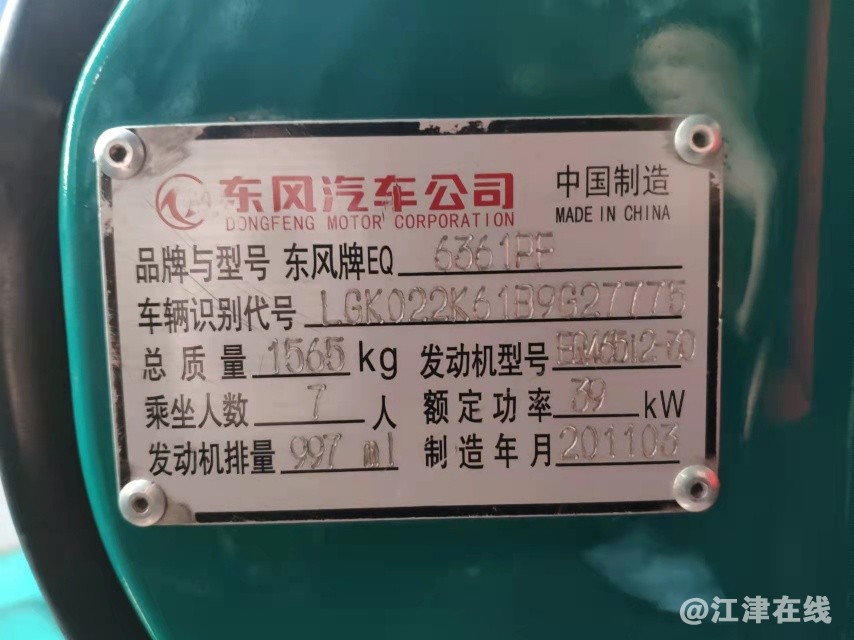 东风汽车公司 中国制造
DONGFENG MOTOR CORPORATION MADE IN CHINA
品牌与型号 东风牌EQ 6361PF
车辆识别代号 LGK022K61B9G27775
总质量 1565 kg 发动机型号 EQ46512-30
乘坐人数 7 人 额定功率 39 kW
发动机排量 997 ml 制造年月 201103
@江津在线